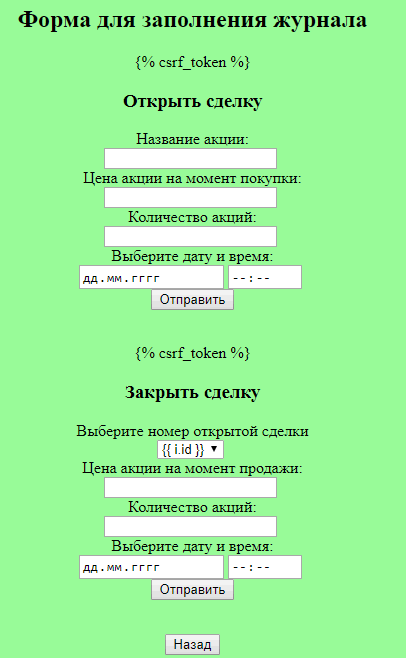 Форма для заполнения журнала
{% csrf_token %}
Открыть сделку
Название акции:
Цена акции на момент покупки:
Количество акций:
Выберите дату и время:
дд.мм.гггг --:--
Отправить
{% csrf_token %}
Закрыть сделку
Выберите номер открытой сделки
{{ i.id }}
Цена акции на момент продажи:
Количество акций:
Выберите дату и время:
дд.мм.гггг --:--
Отправить
Назад